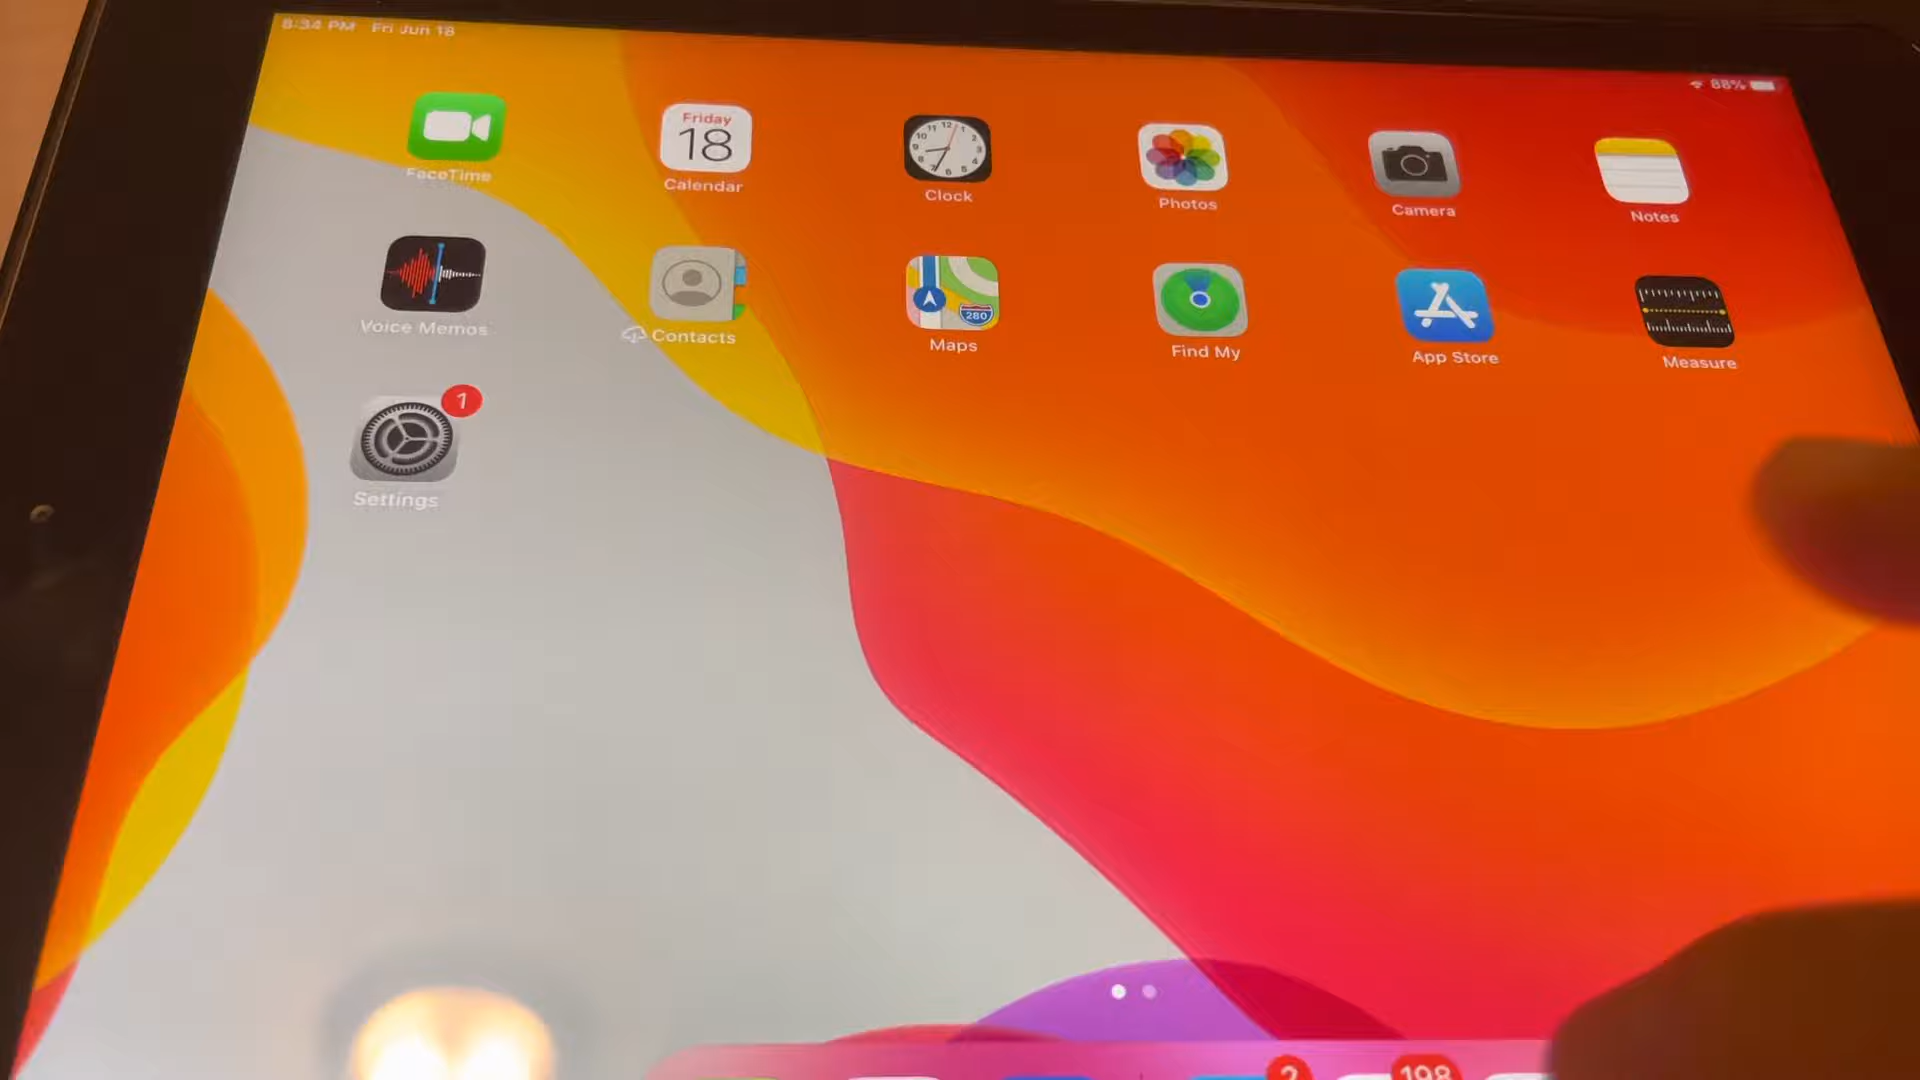 8:34 PM Fri Jun 18
88%
FaceTime
Friday
18
Calendar
Clock
Photos
Camera
Notes
Voice Memos
Contacts
280
Maps
Find My
App Store
Measure
1
Settings
2
198